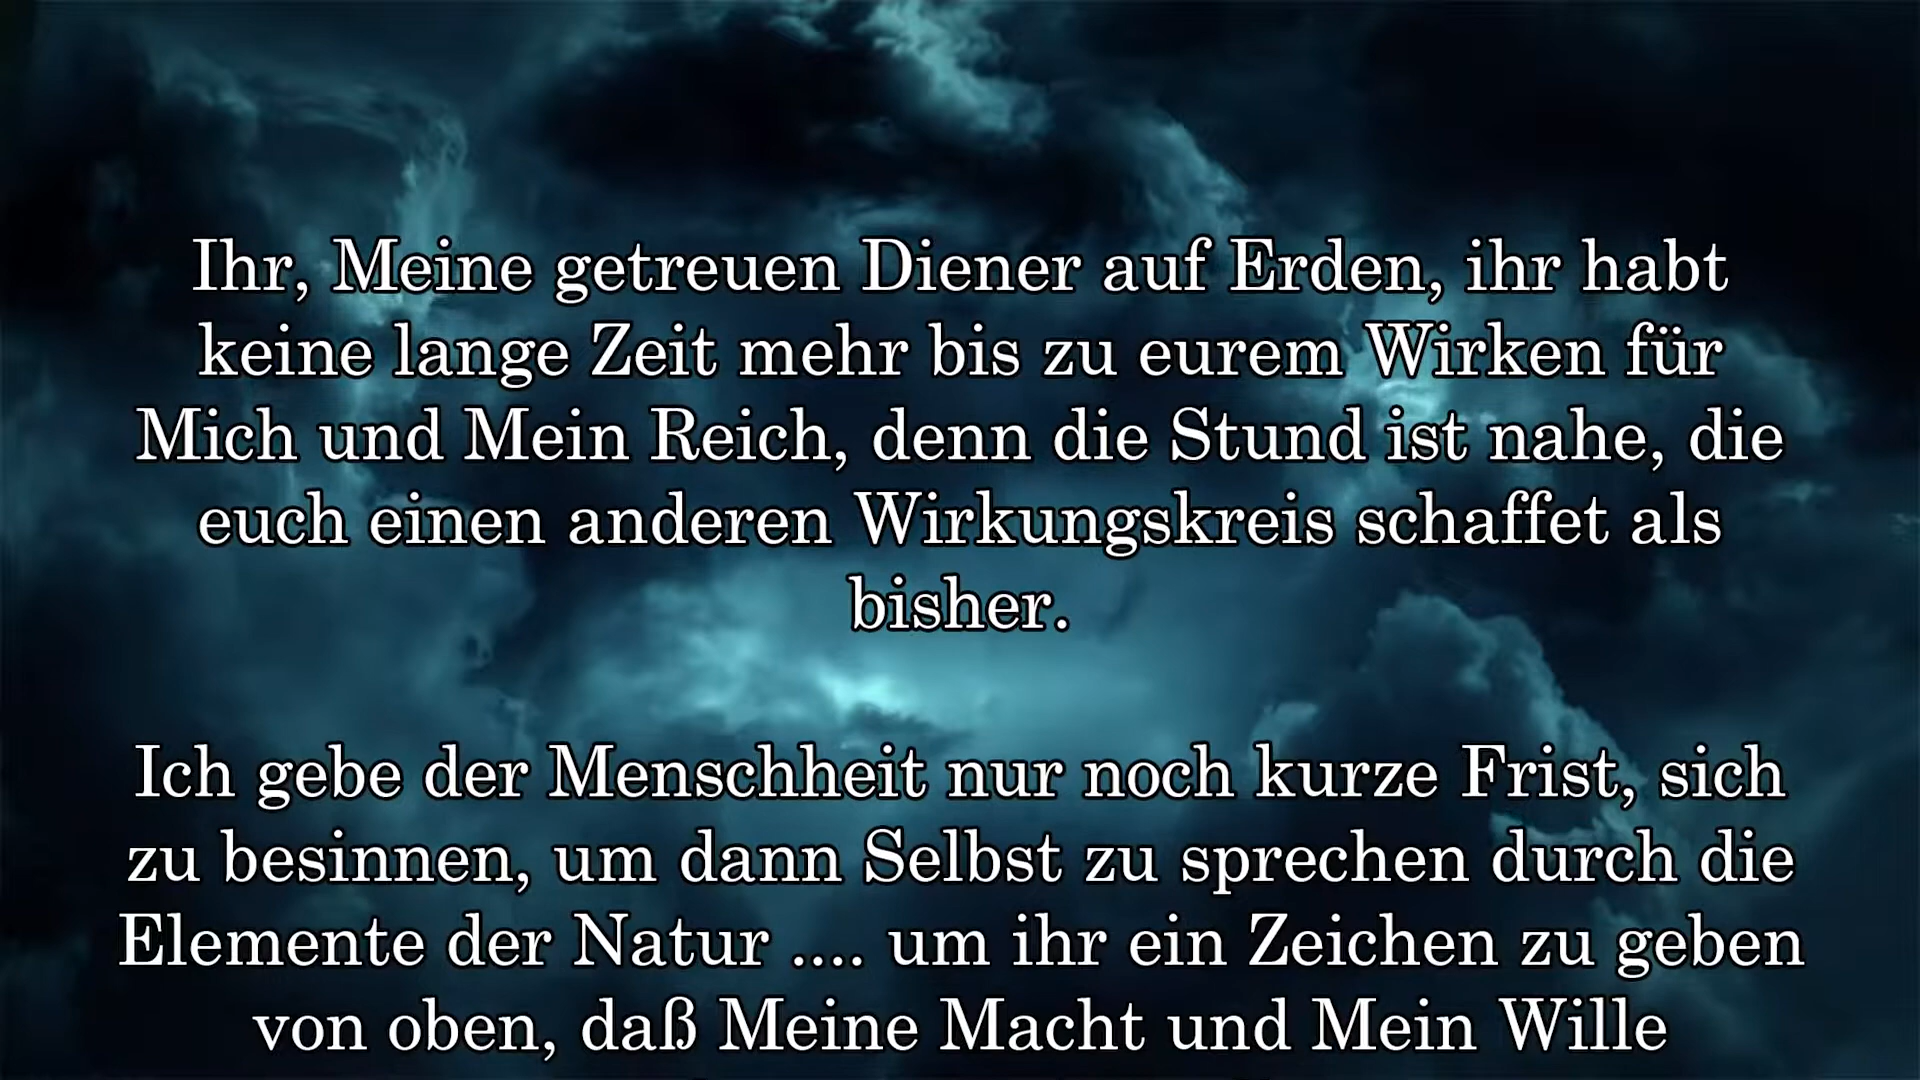 Ihr, Meine getreuen Diener auf Erden, ihr habt
keine lange Zeit mehr bis zu eurem Wirken für
Mich und Mein Reich, denn die Stund ist nahe, die
euch einen anderen Wirkungskreis schaffet als
bisher.
Ich gebe der Menschheit nur noch kurze Frist, sich
zu besinnen, um dann Selbst zu sprechen durch die
Elemente der Natur .... um ihr ein Zeichen zu geben
von oben, daß Meine Macht und Mein Wille